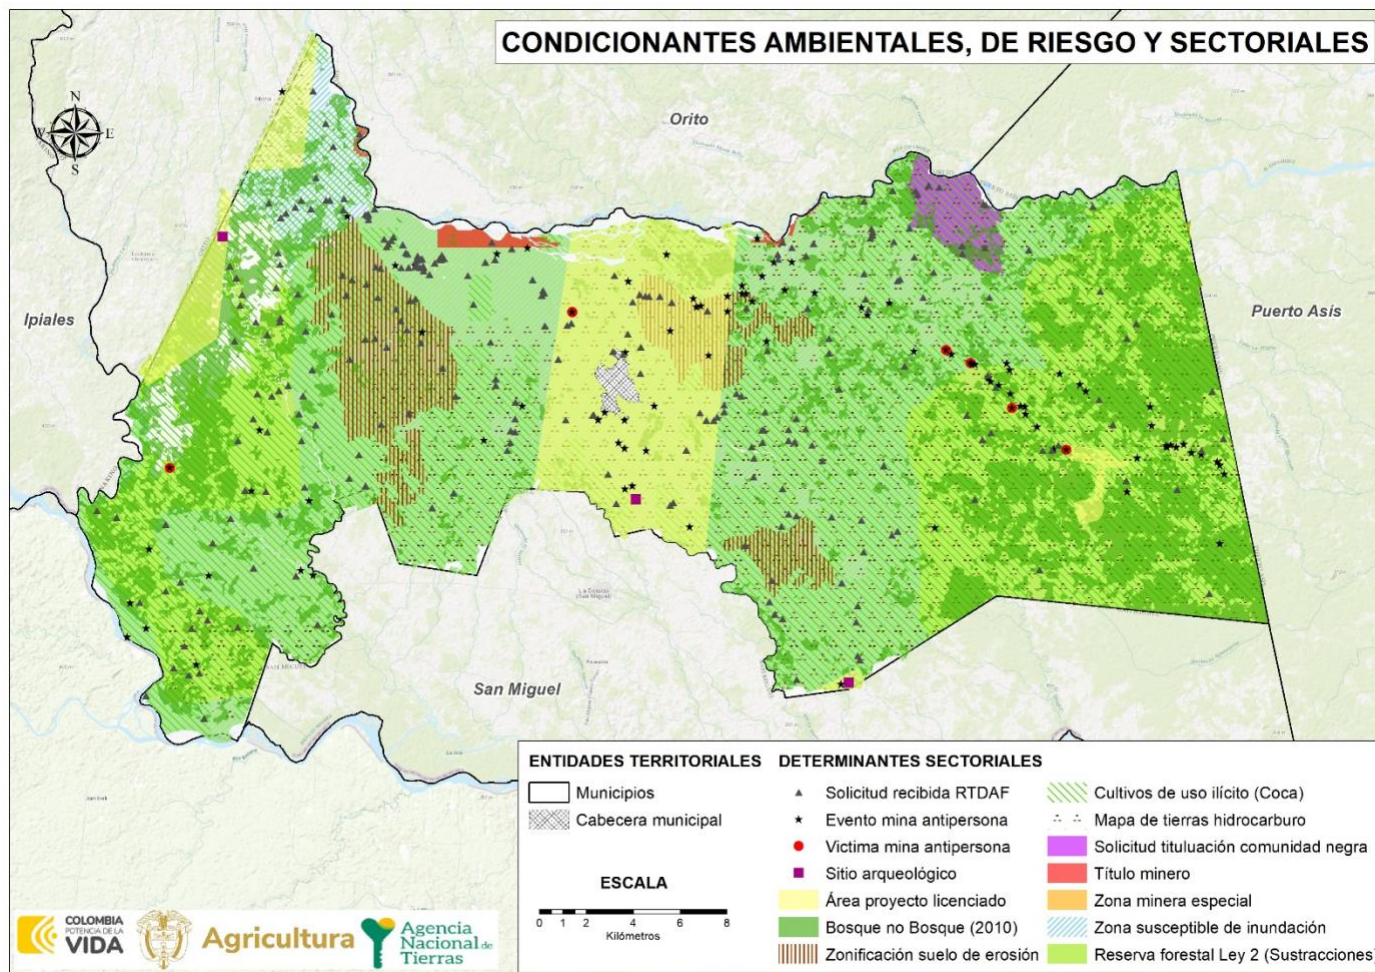 CONDICIONANTES AMBIENTALES, DE RIESGO Y SECTORIALES
N
E
S
Orito
Ipiales
Puerto Asís
San Miguel
ENTIDADES TERRITORIALES
Municipios
Cabecera municipal
ESCALA
0 1 2 4 6 8
Kilómetros
DETERMINANTES SECTORIALES
Solicitud recibida RTDAF
Evento mina antipersona
Victima mina antipersona
Sitio arqueológico
Área proyecto licenciado
Bosque no Bosque (2010)
Zonificación suelo de erosión
Cultivos de uso ilícito (Coca)
Mapa de tierras hidrocarburo
Solicitud tituluación comunidad negra
Título minero
Zona minera especial
Zona susceptible de inundación
Reserva forestal Ley 2 (Sustracciones)
COLOMBIA
POTENCIA DE LA
VIDA
Agricultura
Agencia
Nacional de
Tierras